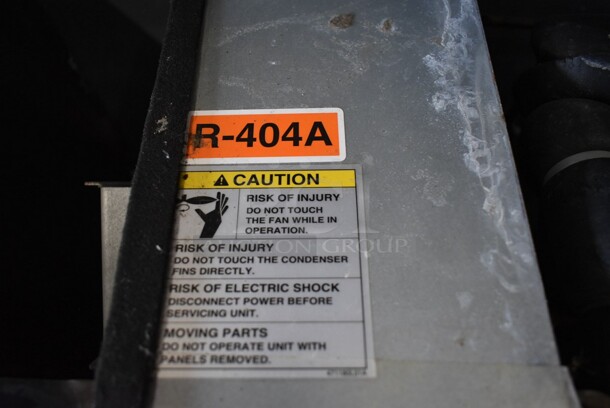 R-404A
CAUTION
RISK OF INJURY
DO NOT TOUCH
THE FAN WHILE IN
OPERATION.
RISK OF INJURY
DO NOT TOUCH THE CONDENSER
FINS DIRECTLY.
RISK OF ELECTRIC SHOCK
DISCONNECT POWER BEFORE
SERVICING UNIT.
MOVING PARTS
DO NOT OPERATE UNIT WITH
PANELS REMOVED.
GROUP